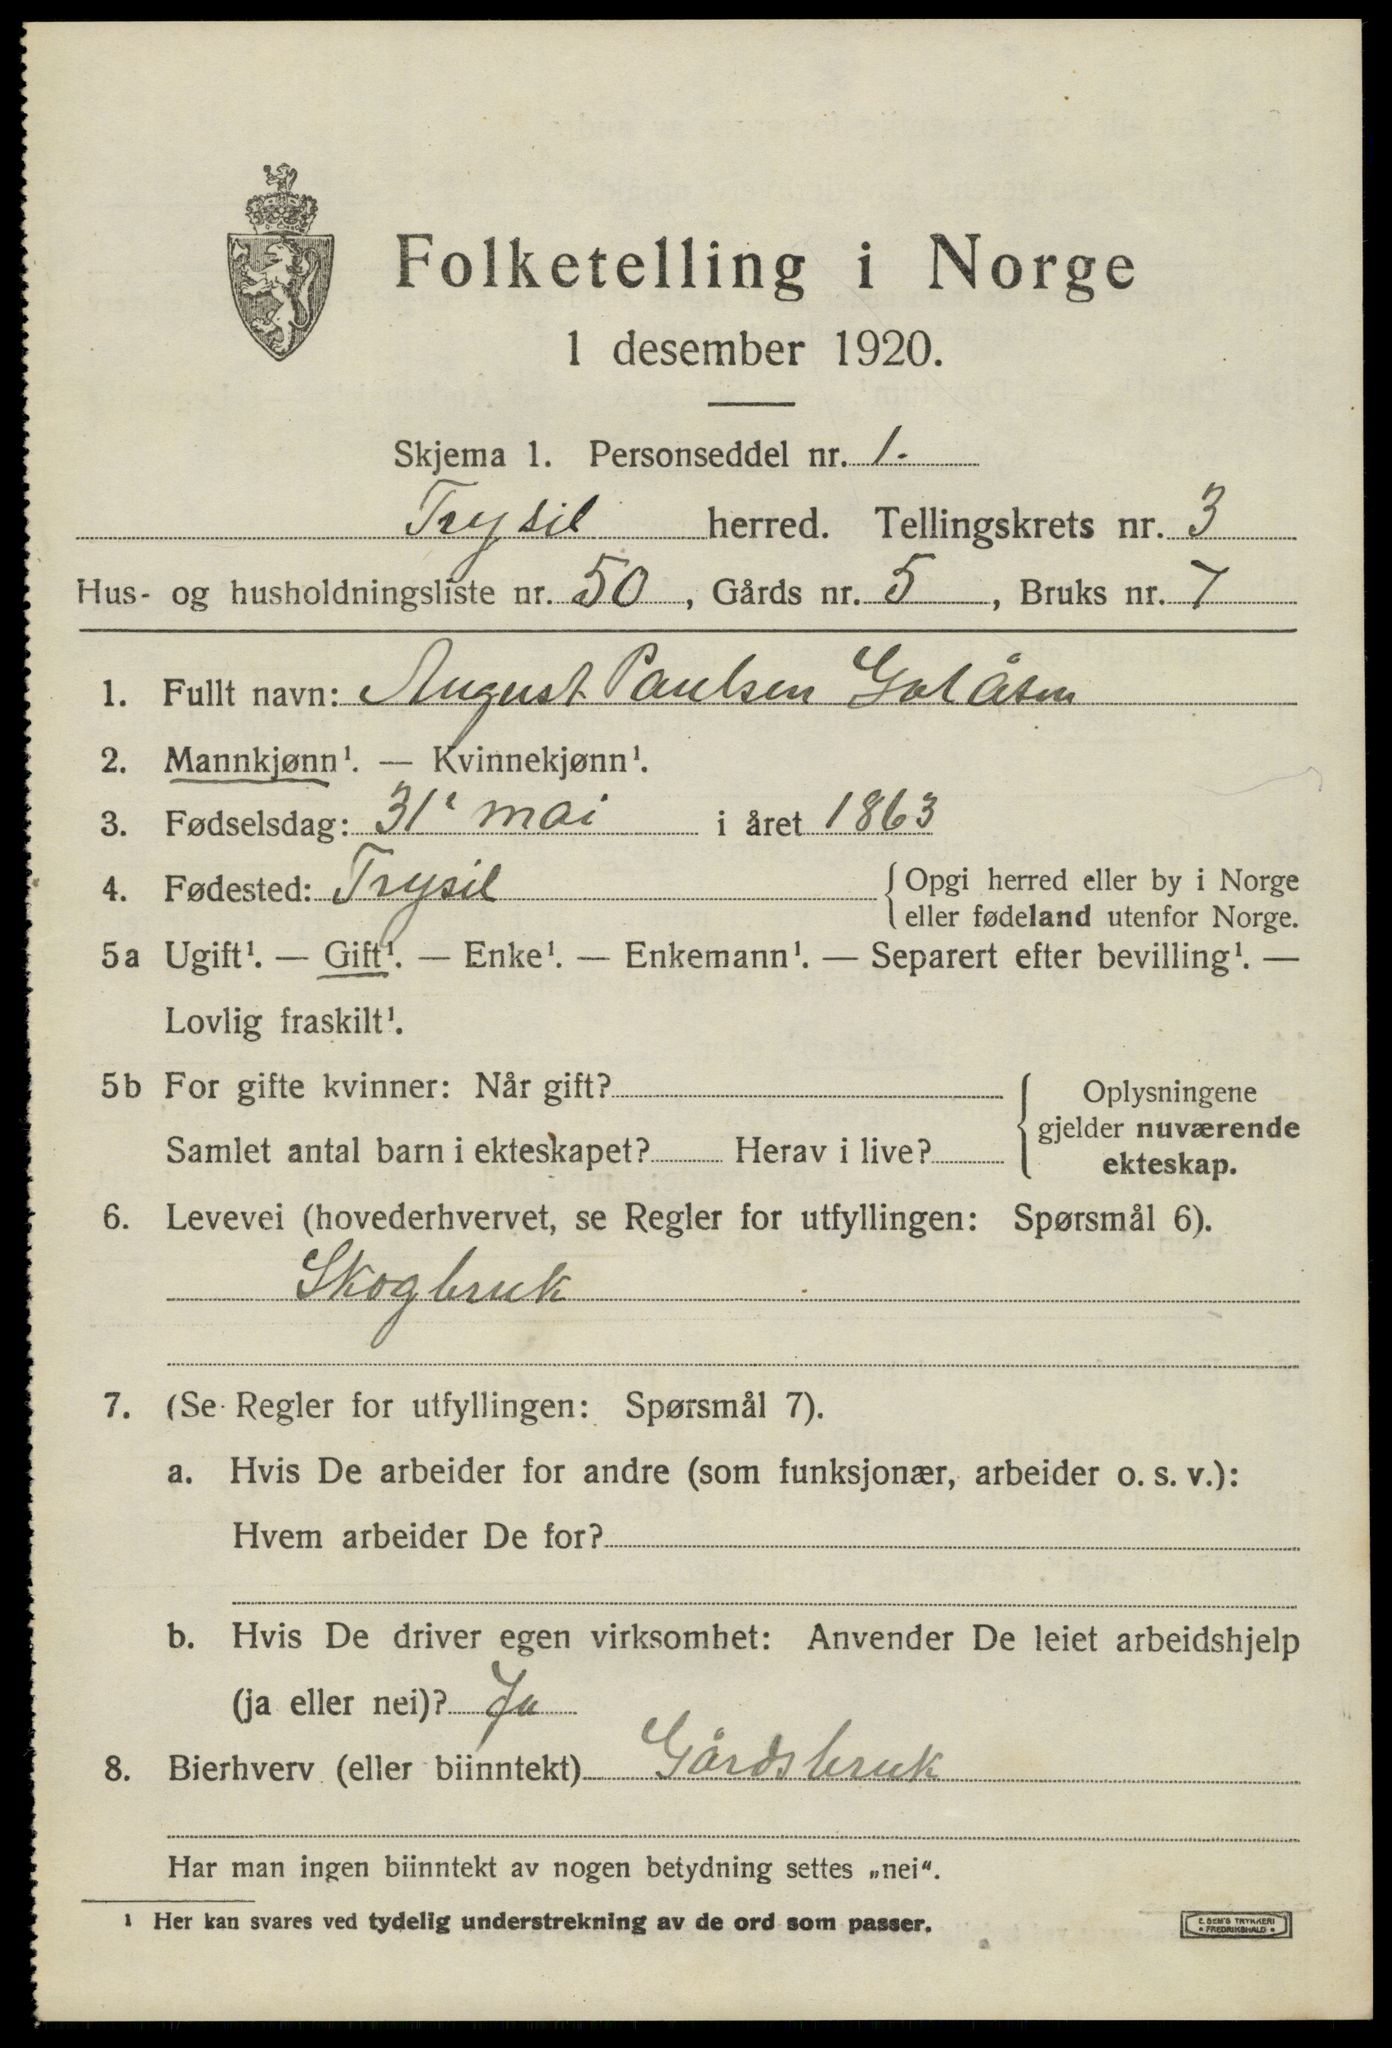 Folketelling i Norge
1 desember 1920.
Skjema 1. Personseddel nr. 1.
Trysil herred. Tellingskrets nr. 3
Hus- og husholdningsliste nr. 50, Gårds nr. 5, Bruks nr. 7
1. Fullt navn: August Paulsen Galåsen
2. Mannkjønn¹. — Kvinnekjønn¹.
3. Fødselsdag: 31' mai i året 1863
4. Fødested: Trysil {Opgi herred eller by i Norge
eller fødeland utenfor Norge.
5a Ugift¹. — Gift¹. — Enke¹. — Enkemann¹. — Separert efter bevilling¹. —
Lovlig fraskilt¹.
5b For gifte kvinner: Når gift?
Samlet antal barn i ekteskapet? Herav i live?
{Oplysningene
gjelder nuværende
ekteskap.
6. Levevei (hovederhvervet, se Regler for utfyllingen: Spørsmål 6).
Skogbruk
7. (Se Regler for utfyllingen: Spørsmål 7).
a. Hvis De arbeider for andre (som funksjonær, arbeider o. s. v.):
Hvem arbeider De for?
b. Hvis De driver egen virksomhet: Anvender De leiet arbeidshjelp
(ja eller nei)? Ja
8. Bierhverv (eller biinntekt) Gårdsbruk
Har man ingen biinntekt av nogen betydning settes „nei“.
¹ Her kan svares ved tydelig understrekning av de ord som passer.
E. SEM'S TRYKKERI
• FREDRIKSHALD •